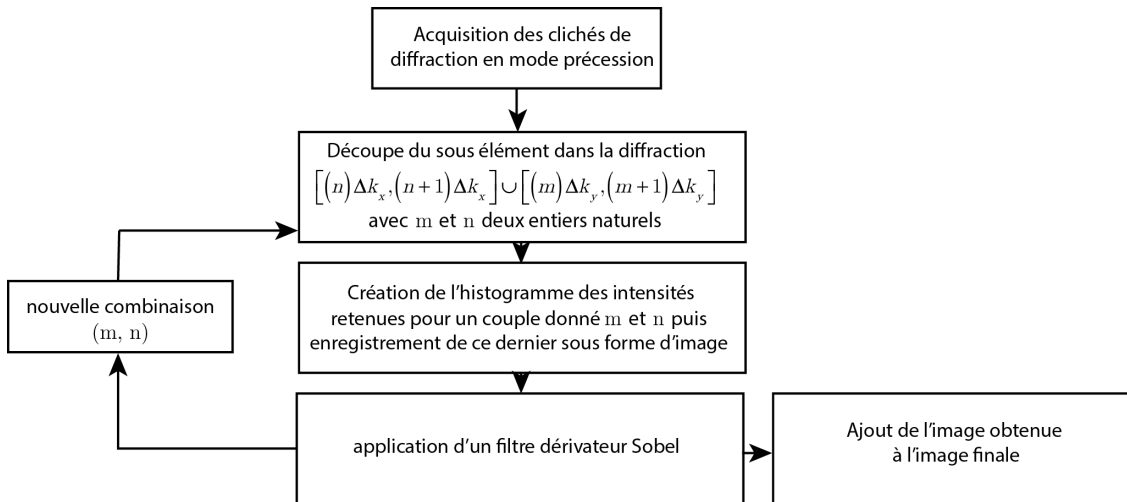 Acquisition des clichés de
diffraction en mode précession
Découpe du sous élément dans la diffraction
[(n)Δkₓ,(n+1)Δkₓ]∪[(m)Δk_y,(m+1)Δk_y]
avec m et n deux entiers naturels
nouvelle combinaison
(m, n)
Création de l'histogramme des intensités
retenues pour un couple donné m et n puis
enregistrement de ce dernier sous forme d'image
application d'un filtre dérivateur Sobel
Ajout de l'image obtenue
à l'image finale